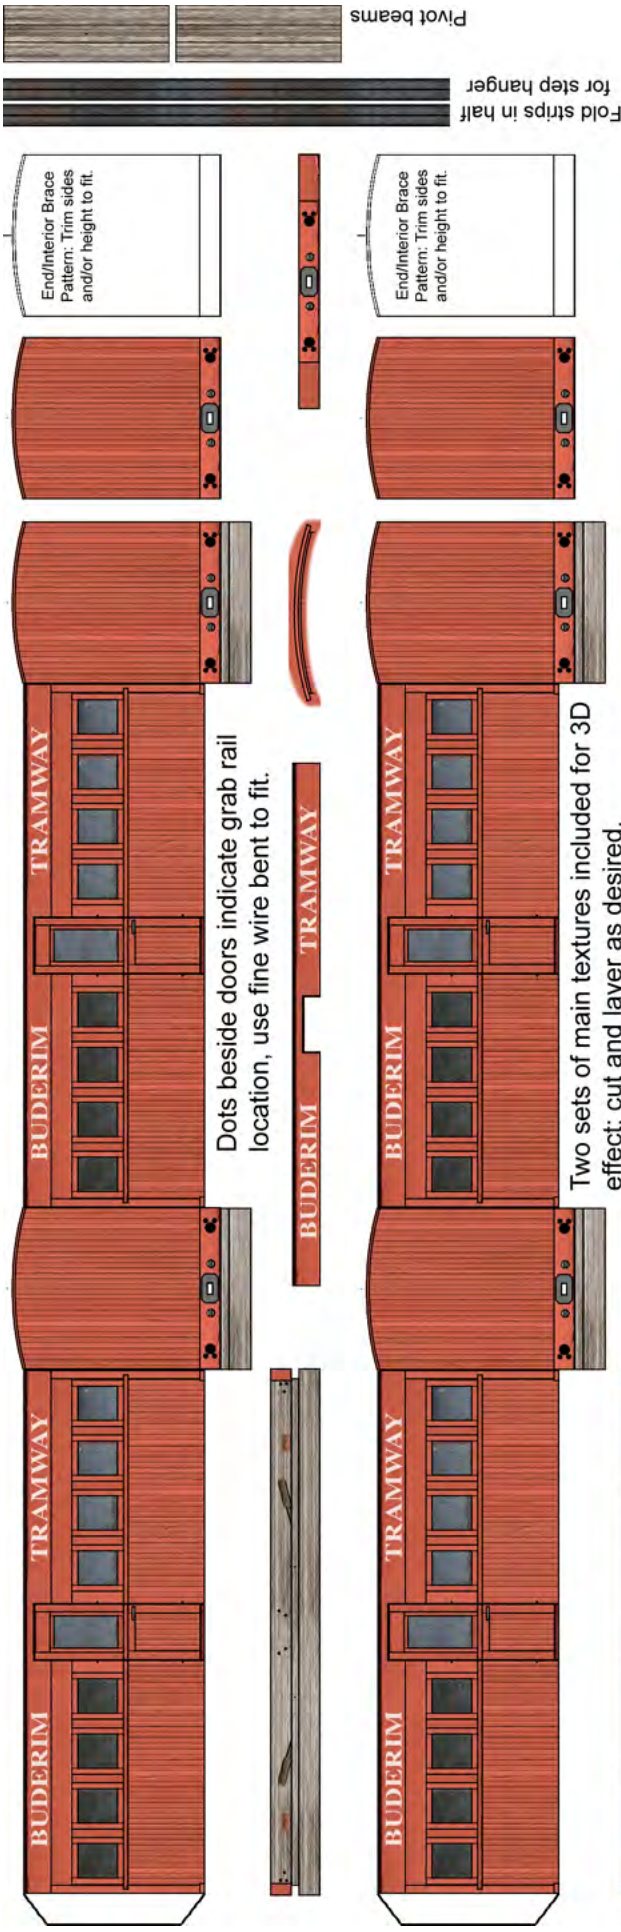 Pivot beams
Fold strips in half
for step hanger
End/Interior Brace
Pattern: Trim sides
and/or height to fit.
End/Interior Brace
Pattern: Trim sides
and/or height to fit.
BUDERIM TRAMWAY
BUDERIM TRAMWAY
Dots beside doors indicate grab rail
location, use fine wire bent to fit.
BUDERIM TRAMWAY
BUDERIM TRAMWAY
BUDERIM TRAMWAY
Two sets of main textures included for 3D
effect: cut and layer as desired.